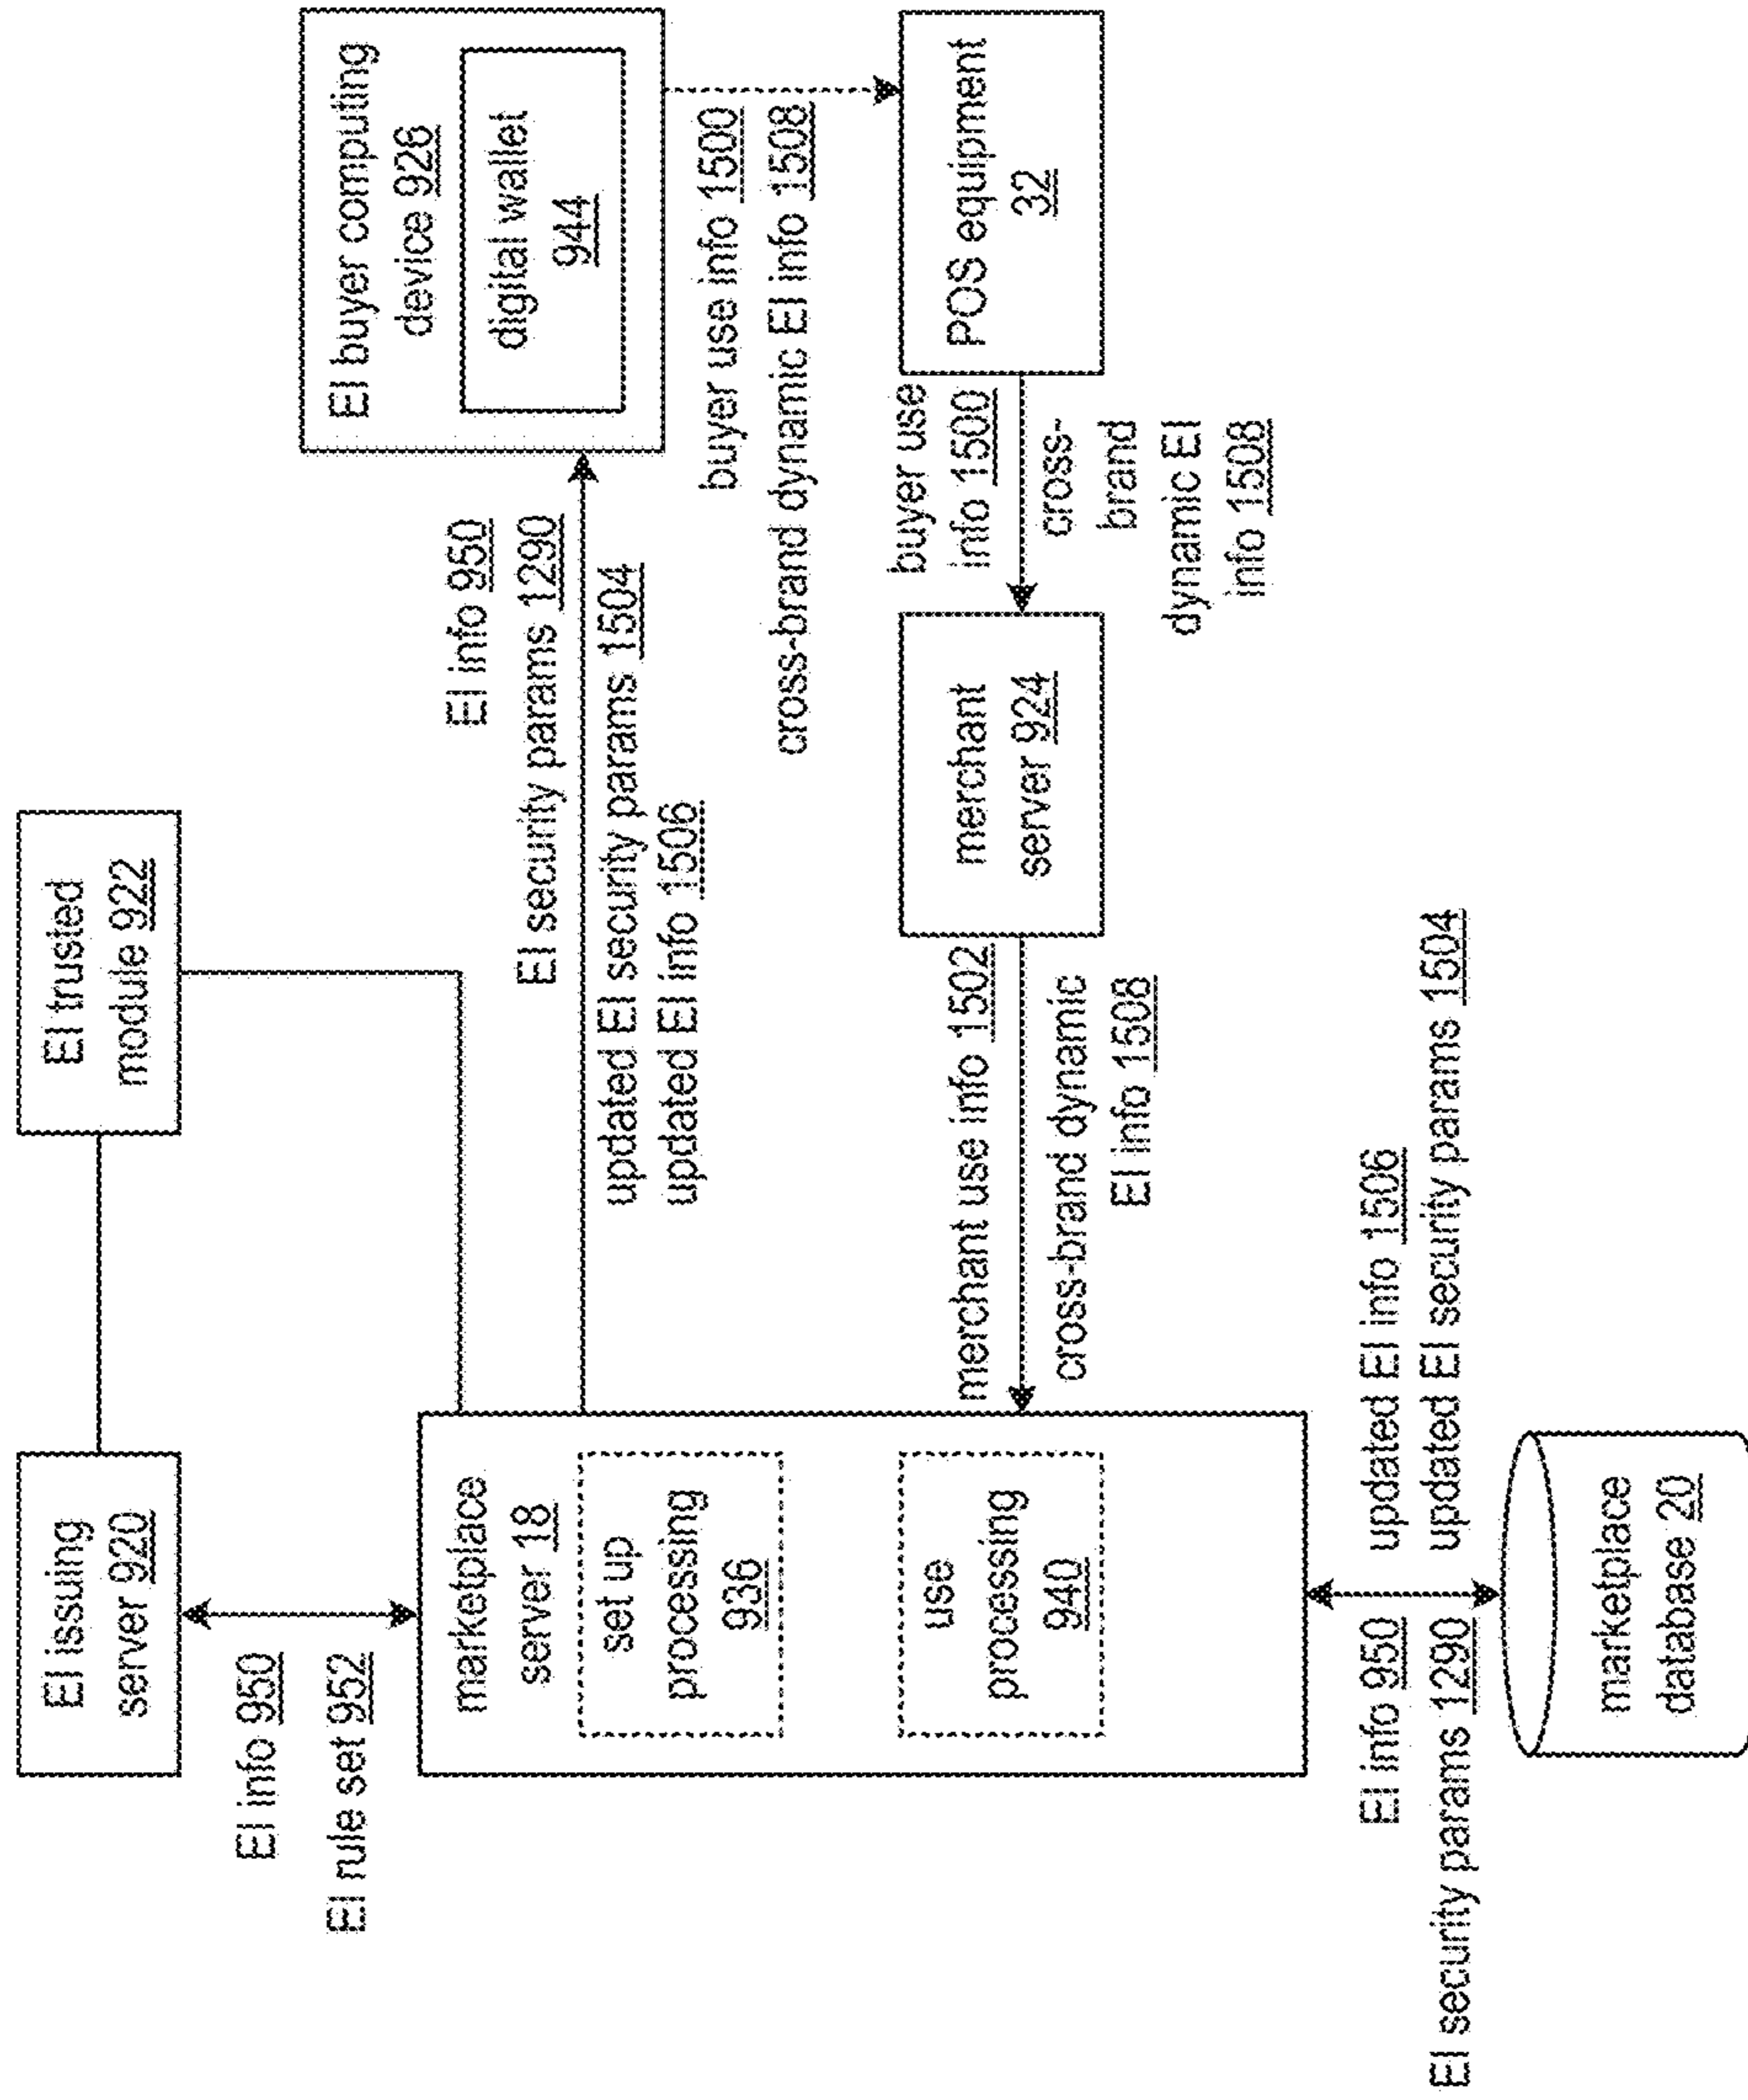 EI issuing
server 920
EI trusted
module 922
EI info 950
EI rule set 952
marketplace
server 18
set up
processing
936
use
processing
940
EI info 950
EI security params 1290
updated EI security params 1504
updated EI info 1506
EI buyer computing
device 926
digital wallet
944
buyer use info 1500
cross-brand dynamic EI info 1508
POS equipment
32
buyer use
info 1500
cross-
brand
dynamic EI
info 1508
merchant
server 924
merchant use info 1502
cross-brand dynamic
EI info 1508
EI info 950
EI security params 1290
updated EI info 1506
updated EI security params 1504
marketplace
database 20